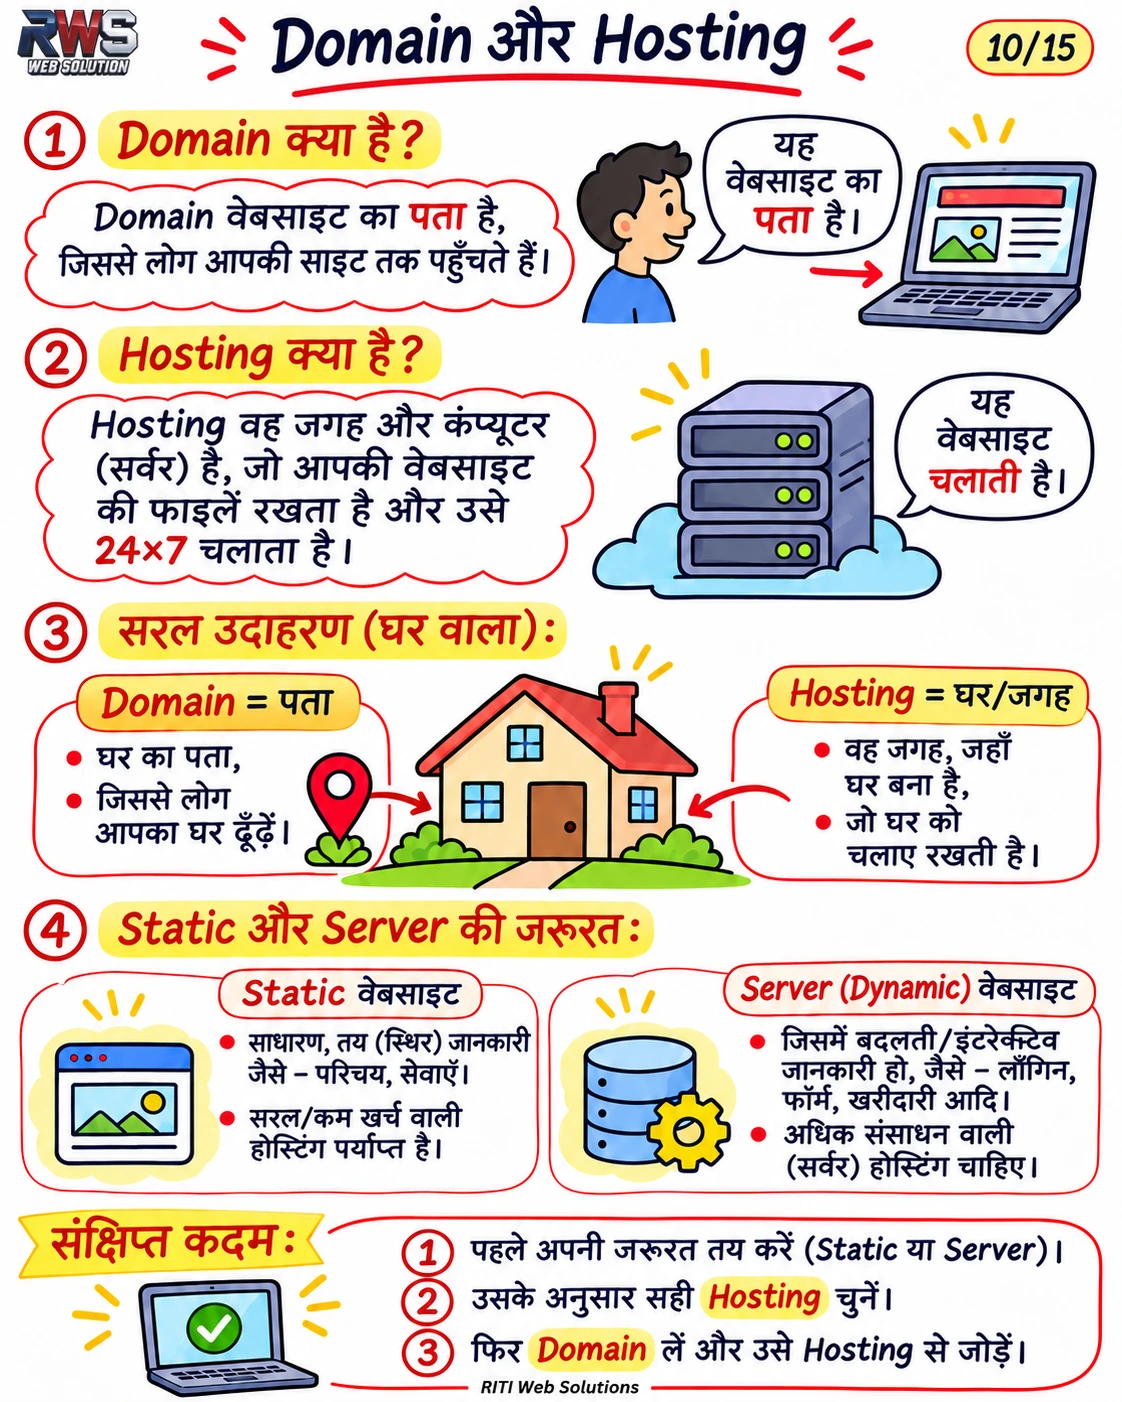 RWS
WEB SOLUTION
Domain और Hosting
10/15
1 Domain क्या है?
Domain वेबसाइट का पता है,
जिससे लोग आपकी साइट तक पहुँचते हैं।
यह
वेबसाइट का
पता है।
2 Hosting क्या है?
Hosting वह जगह और कंप्यूटर
(सर्वर) है, जो आपकी वेबसाइट
की फाइलें रखता है और उसे
24×7 चलाता है।
यह
वेबसाइट
चलाती है।
3 सरल उदाहरण (घर वाला):
Domain = पता
• घर का पता,
• जिससे लोग
आपका घर ढूँढ़ें।
Hosting = घर/जगह
• वह जगह, जहाँ
घर बना है,
• जो घर को
चलाए रखती है।
4 Static और Server की जरूरत:
Static वेबसाइट
• साधारण, तय (स्थिर) जानकारी
जैसे – परिचय, सेवाएँ।
• सरल/कम खर्च वाली
होस्टिंग पर्याप्त है।
Server (Dynamic) वेबसाइट
• जिसमें बदलती/इंटरेक्टिव
जानकारी हो, जैसे – लॉगिन,
फॉर्म, खरीदारी आदि।
• अधिक संसाधन वाली
(सर्वर) होस्टिंग चाहिए।
संक्षिप्त कदम:
1 पहले अपनी जरूरत तय करें (Static या Server)।
2 उसके अनुसार सही Hosting चुनें।
3 फिर Domain लें और उसे Hosting से जोड़ें।
RITI Web Solutions